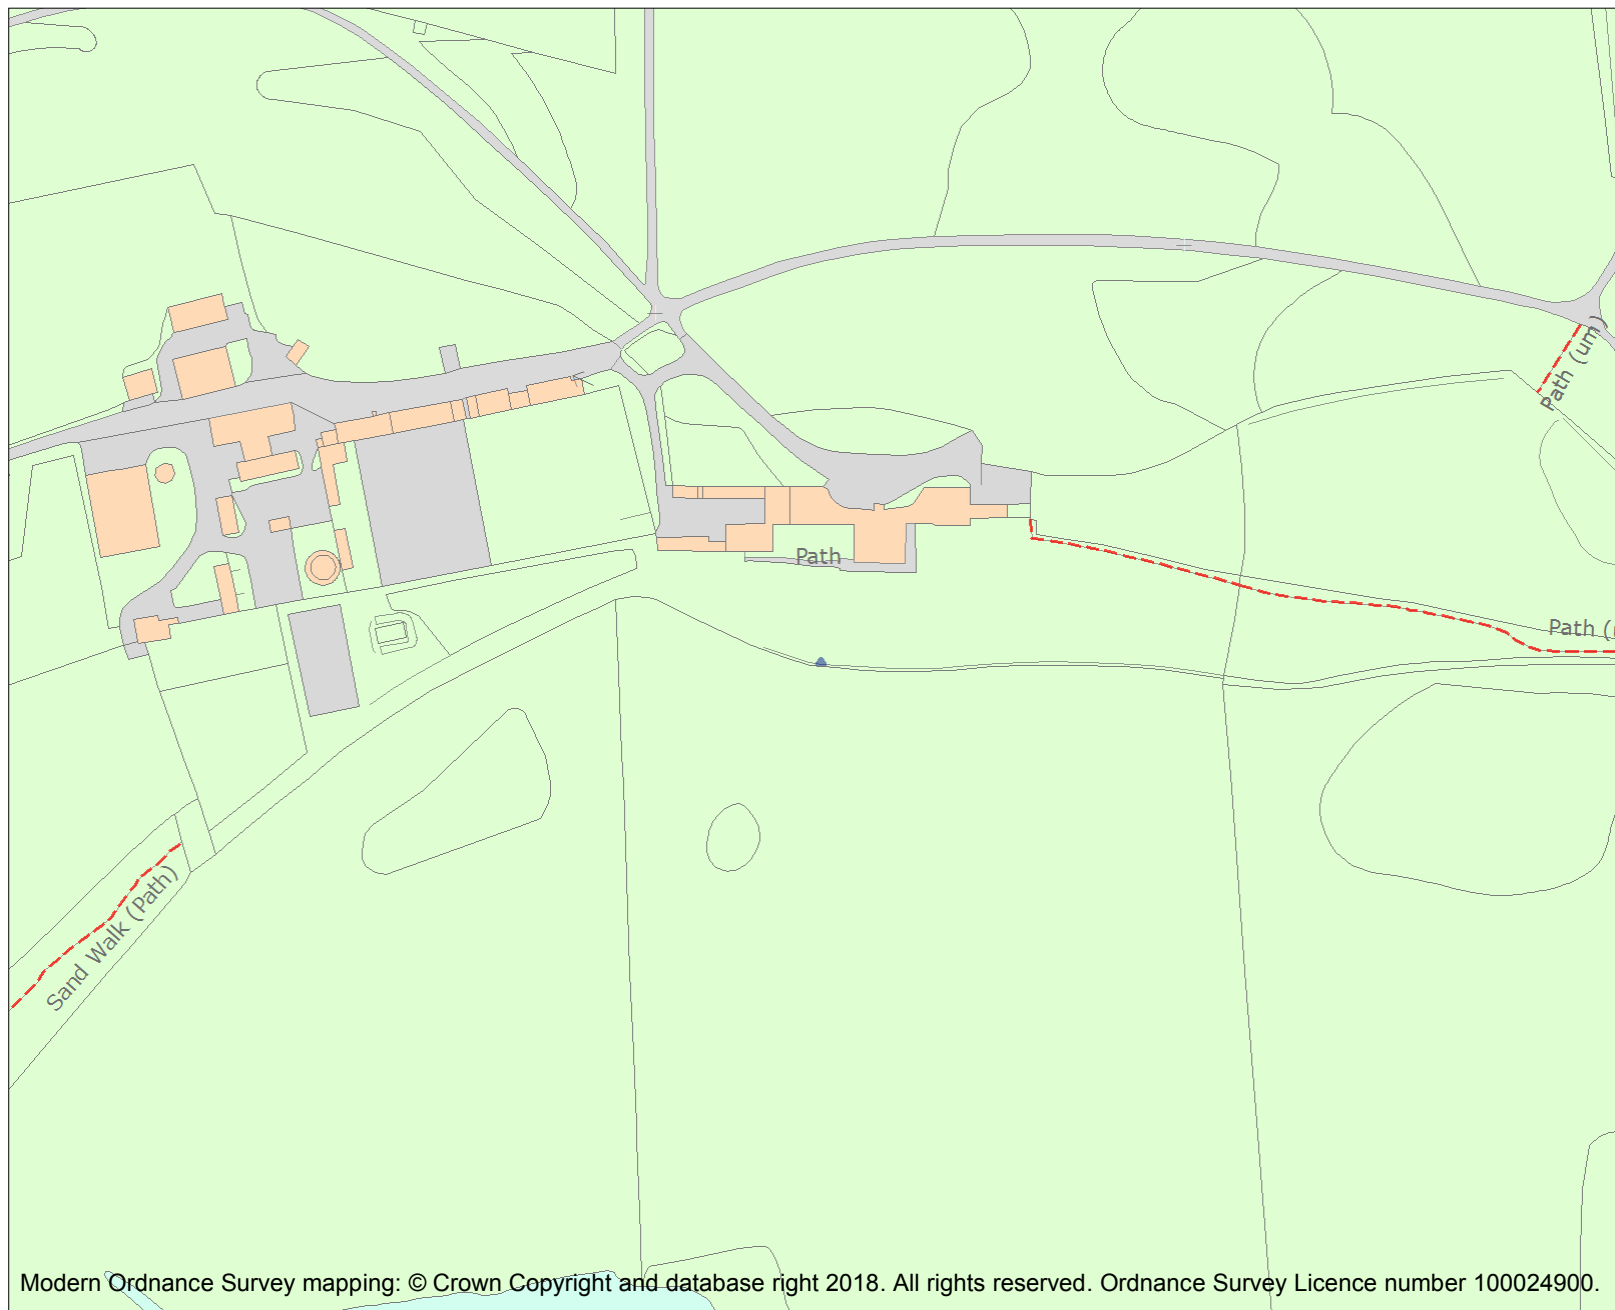 Path (um)
Path
Path (
Sand Walk (Path)
Modern Ordnance Survey mapping: © Crown Copyright and database right 2018. All rights reserved. Ordnance Survey Licence number 100024900.